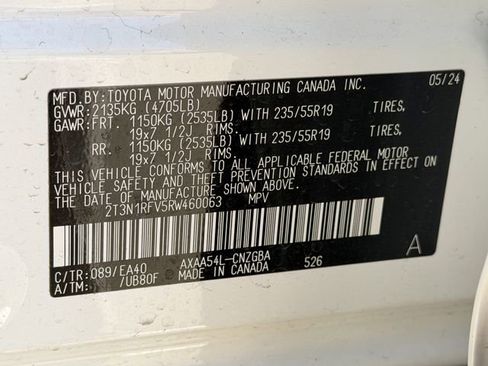 MFD.BY:TOYOTA MOTOR MANUFACTURING CANADA INC. 05/24
GVWR:2135KG (4705LB)
GAWR:FRT. 1150KG (2535LB) WITH 235/55R19 TIRES,
19x7 1/2J RIMS.
RR. 1150KG (2535LB) WITH 235/55R19 TIRES,
19x7 1/2J RIMS.
THIS VEHICLE CONFORMS TO ALL APPLICABLE FEDERAL MOTOR
VEHICLE SAFETY AND THEFT PREVENTION STANDARDS IN EFFECT ON
THE DATE OF MANUFACTURE SHOWN ABOVE.
2T3N1RFV5RW460063 MPV
C/TR:089/EA40 AXAA54L-CNZGBA 526 A
A/TM: /UB80F MADE IN CANADA